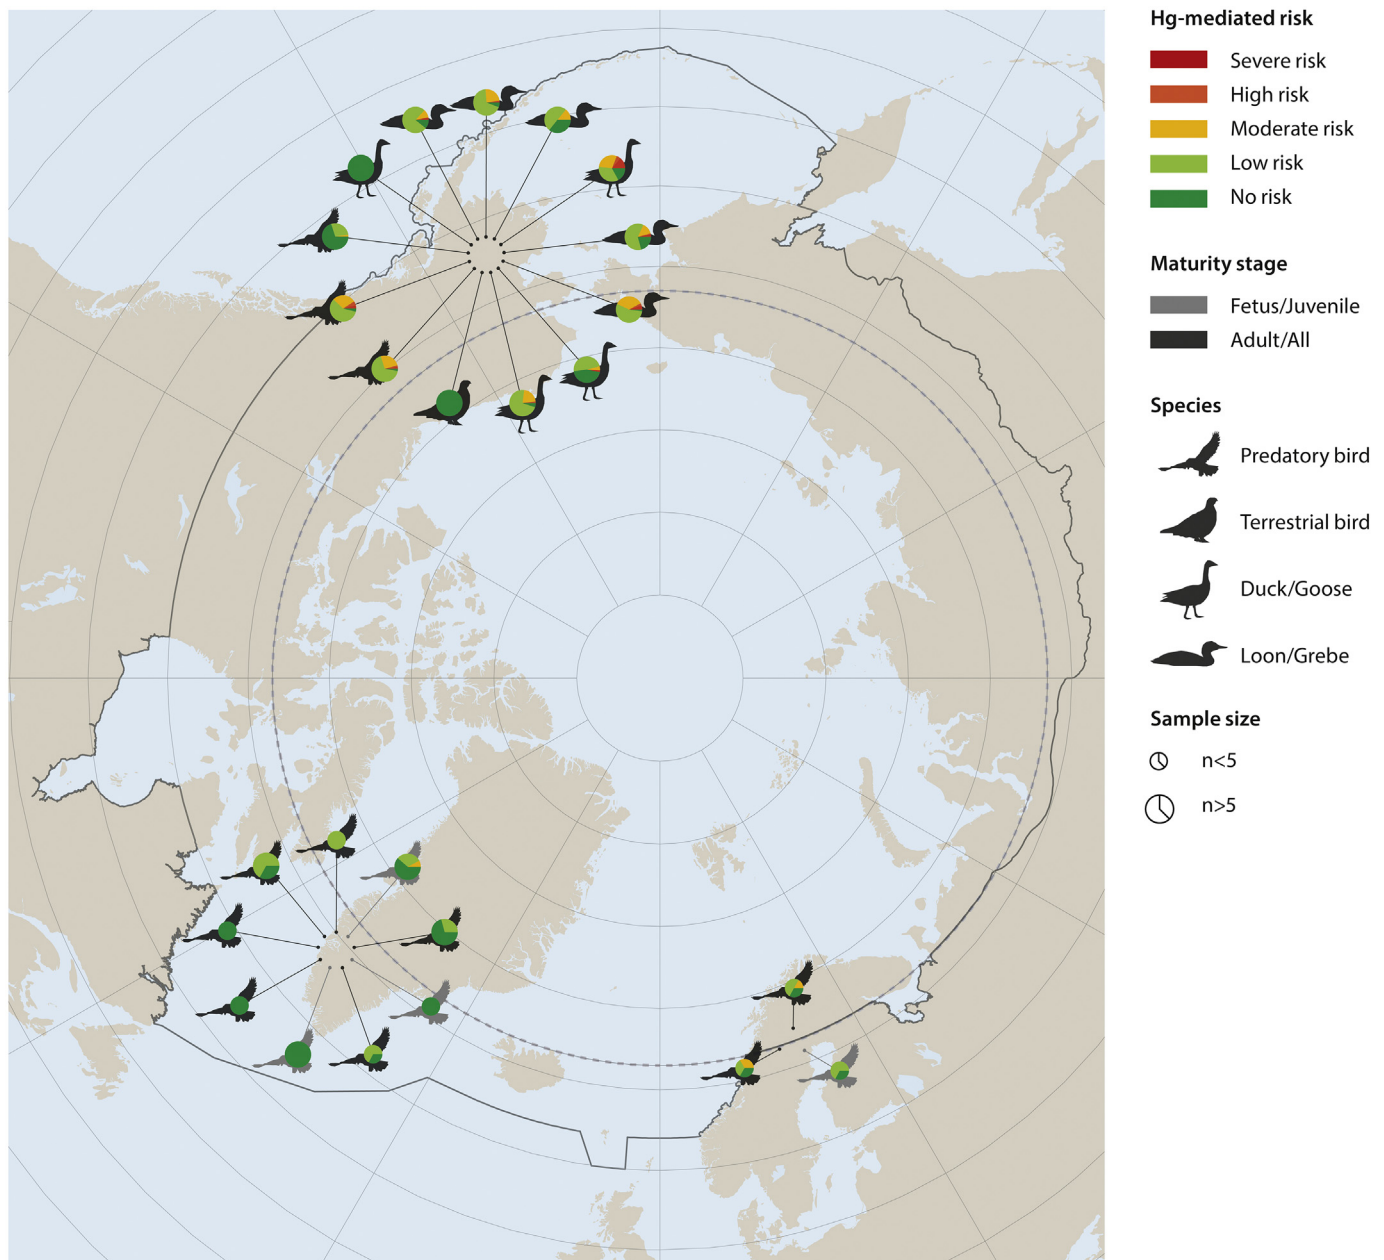 Hg-mediated risk
Severe risk
High risk
Moderate risk
Low risk
No risk
Maturity stage
Fetus/Juvenile
Adult/All
Species
Predatory bird
Terrestrial bird
Duck/Goose
Loon/Grebe
Sample size
n<5
n>5